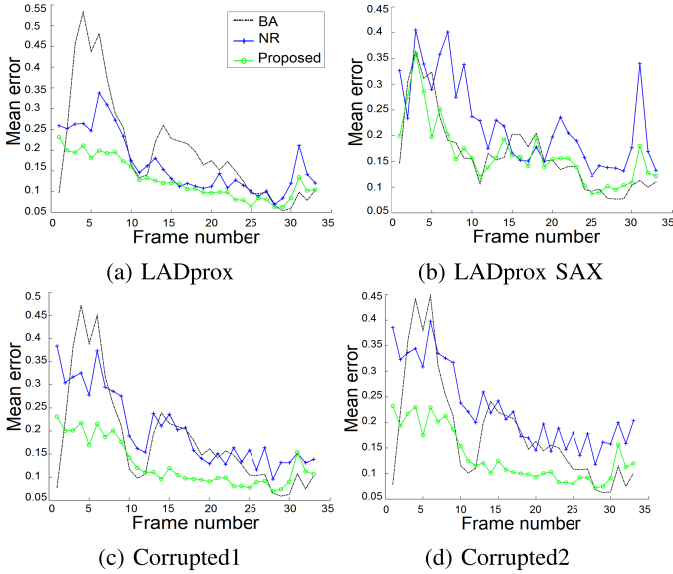 0.55
0.5
0.45
0.4
0.35
0.3
0.25
0.2
0.15
0.1
0.05
Mean error
0 5 10 15 20 25 30 35
Frame number
BA
NR
Proposed
(a) LADprox
0.45
0.4
0.35
0.3
0.25
0.2
0.15
0.1
0.05
Mean error
0 5 10 15 20 25 30 35
Frame number
(b) LADprox SAX
0.5
0.45
0.4
0.35
0.3
0.25
0.2
0.15
0.1
0.05
Mean error
0 5 10 15 20 25 30 35
Frame number
(c) Corrupted1
0.45
0.4
0.35
0.3
0.25
0.2
0.15
0.1
0.05
Mean error
0 5 10 15 20 25 30 35
Frame number
(d) Corrupted2